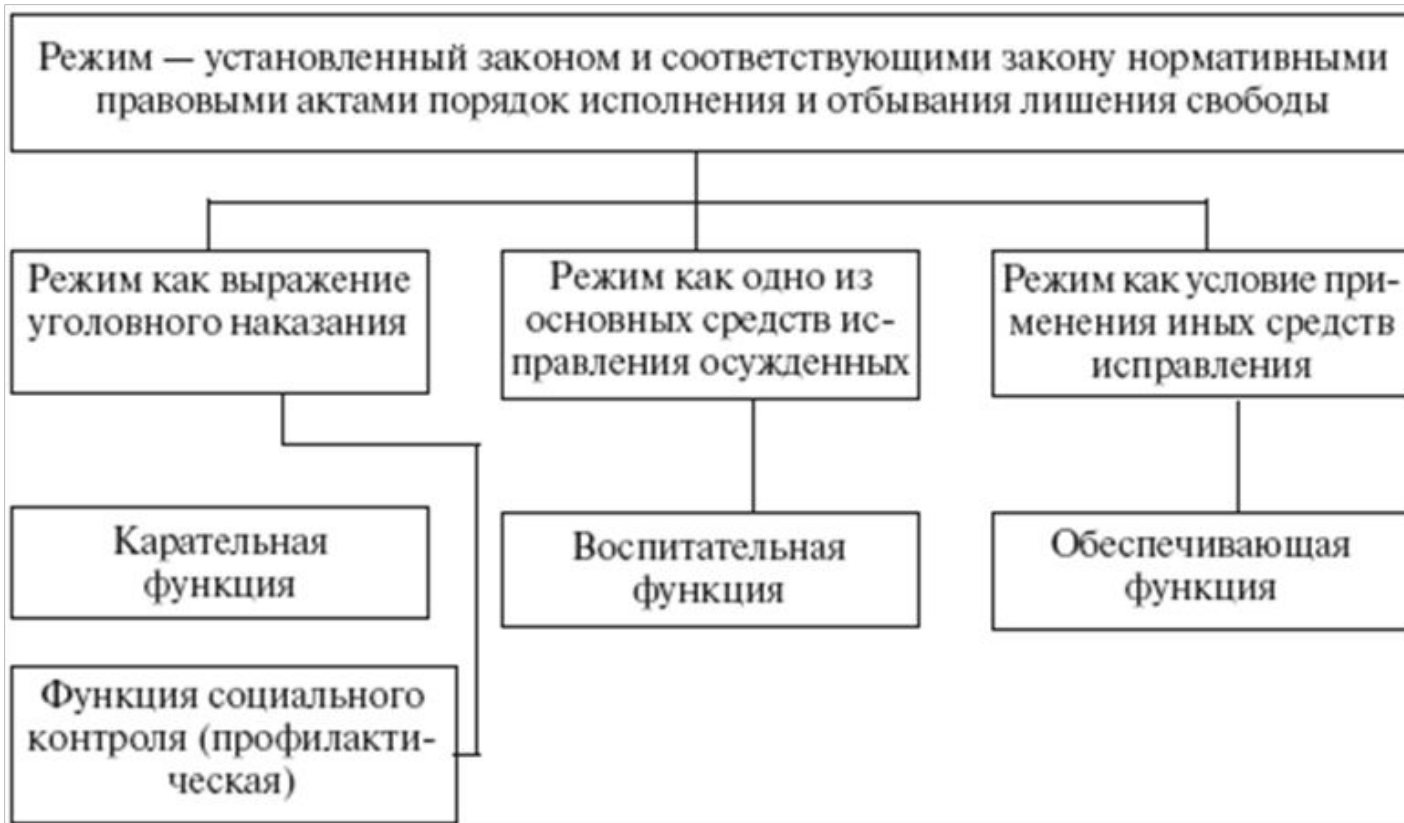 Режим — установленный законом и соответствующими закону нормативными
правовыми актами порядок исполнения и отбывания лишения свободы
Режим как выражение
уголовного наказания
Режим как одно из
основных средств ис-
правления осужденных
Режим как условие при-
менения иных средств
исправления
Карательная
функция
Воспитательная
функция
Обеспечивающая
функция
Функция социального
контроля (профилакти-
ческая)